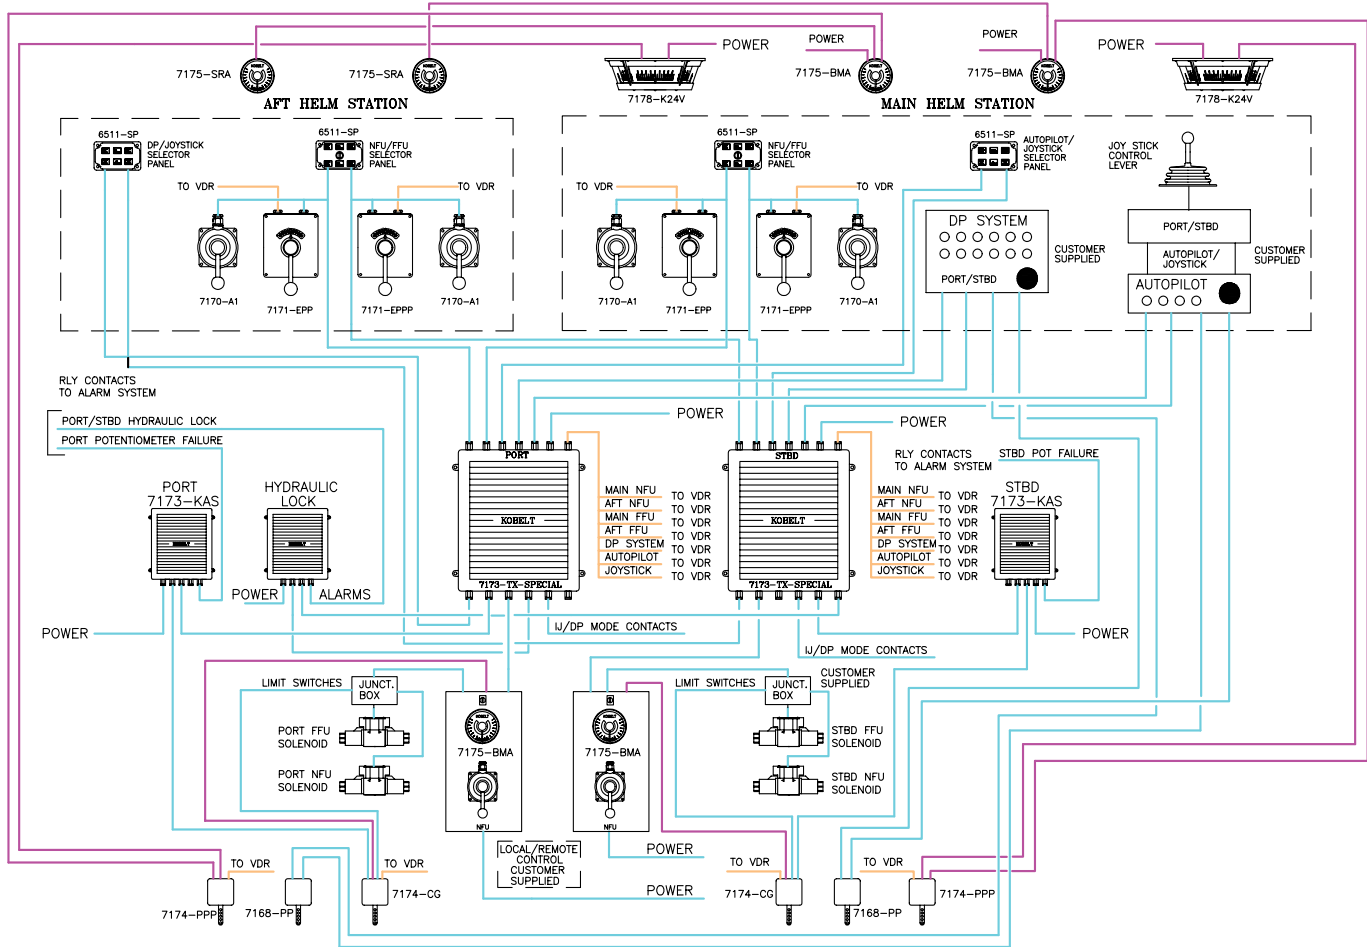 POWER
POWER
POWER
POWER
7175-SRA
7175-SRA
7178-K24V
7175-BMA
7175-BMA
7178-K24V
AFT HELM STATION
MAIN HELM STATION
6511-SP
DP/JOYSTICK
SELECTOR
PANEL
6511-SP
NFU/FFU
SELECTOR
PANEL
6511-SP
NFU/FFU
SELECTOR
PANEL
6511-SP
AUTOPILOT/
JOYSTICK
SELECTOR
PANEL
JOY STICK
CONTROL
LEVER
TO VDR
TO VDR
TO VDR
TO VDR
7170-A1
7171-EPP
7171-EPPP
7170-A1
7170-A1
7171-EPP
7171-EPPP
7170-A1
DP SYSTEM
PORT/STBD
CUSTOMER
SUPPLIED
PORT/STBD
AUTOPILOT/
JOYSTICK
CUSTOMER
SUPPLIED
AUTOPILOT
RLY CONTACTS
TO ALARM SYSTEM
PORT/STBD HYDRAULIC LOCK
PORT POTENTIOMETER FAILURE
POWER
POWER
RLY CONTACTS
TO ALARM SYSTEM
STBD POT FAILURE
PORT
7173-KAS
HYDRAULIC
LOCK
PORT
KOBELT
7173-TX-SPECIAL
MAIN NFU TO VDR
AFT NFU TO VDR
MAIN FFU TO VDR
AFT FFU TO VDR
DP SYSTEM TO VDR
AUTOPILOT TO VDR
JOYSTICK TO VDR
STBD
KOBELT
7173-TX-SPECIAL
MAIN NFU TO VDR
AFT NFU TO VDR
MAIN FFU TO VDR
AFT FFU TO VDR
DP SYSTEM TO VDR
AUTOPILOT TO VDR
JOYSTICK TO VDR
STBD
7173-KAS
KOBELT
KOBELT
KOBELT
POWER
ALARMS
POWER
POWER
IJ/DP MODE CONTACTS
IJ/DP MODE CONTACTS
LIMIT SWITCHES
JUNCT.
BOX
LIMIT SWITCHES
JUNCT.
BOX
CUSTOMER
SUPPLIED
PORT FFU
SOLENOID
PORT NFU
SOLENOID
KOBELT
7175-BMA
NFU
KOBELT
7175-BMA
NFU
STBD FFU
SOLENOID
STBD NFU
SOLENOID
LOCAL/REMOTE
CONTROL
CUSTOMER
SUPPLIED
POWER
POWER
TO VDR
TO VDR
TO VDR
TO VDR
7174-PPP
7168-PP
7174-CG
7174-CG
7168-PP
7174-PPP